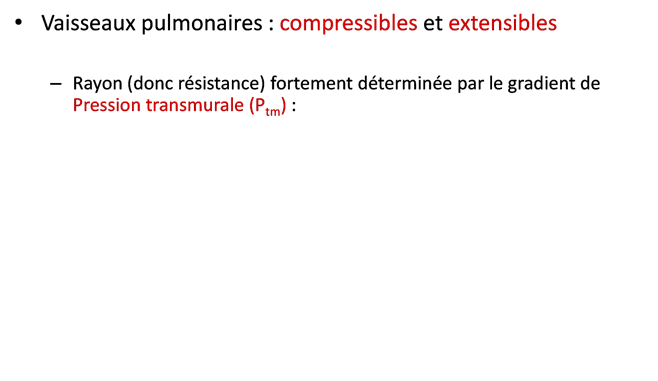 • Vaisseaux pulmonaires : compressibles et extensibles
– Rayon (donc résistance) fortement déterminée par le gradient de
Pression transmurale (Ptm) :